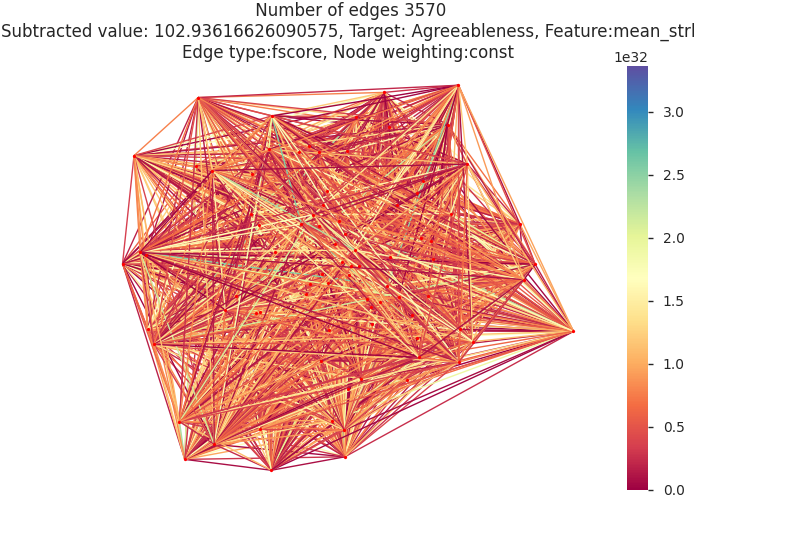 Number of edges 3570
Subtracted value: 102.93616626090575, Target: Agreeableness, Feature:mean_strl
Edge type:fscore, Node weighting:const
1e32
3.0
2.5
2.0
1.5
1.0
0.5
0.0